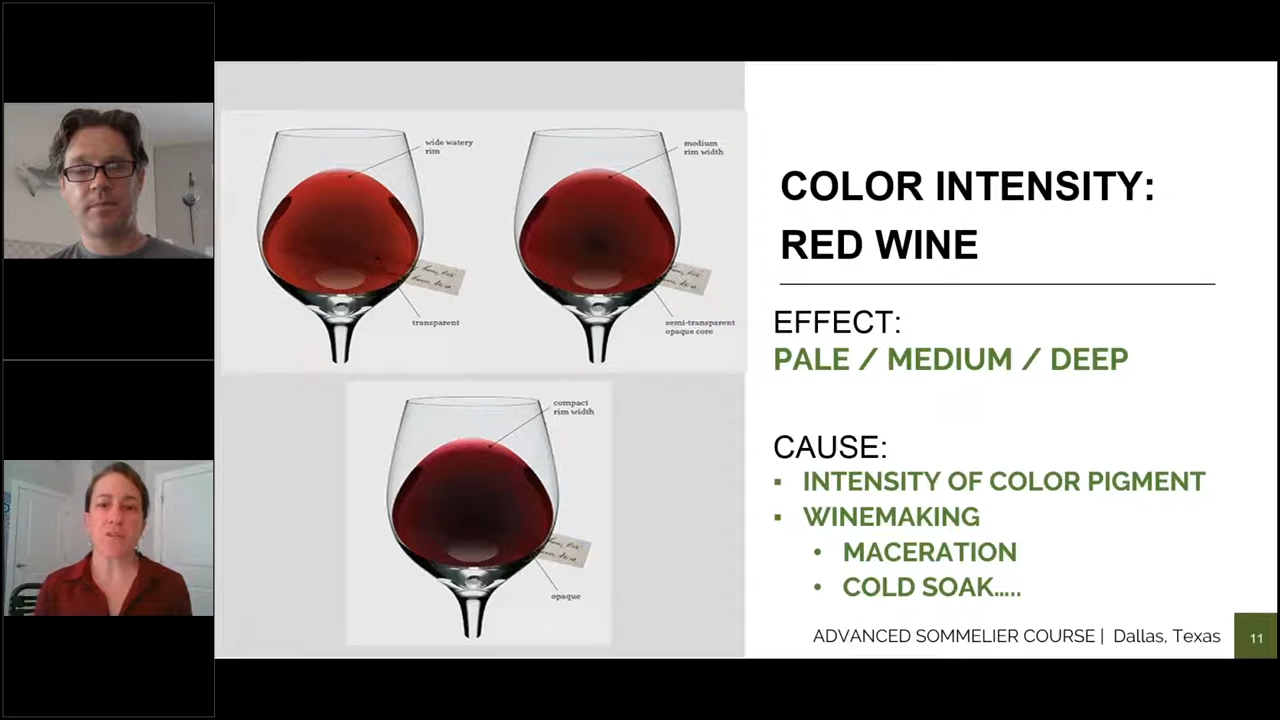 wide watery
rim
medium
rim width
transparent
semi-transparent
opaque core
compact
rim width
opaque
COLOR INTENSITY:
RED WINE
EFFECT:
PALE / MEDIUM / DEEP
CAUSE:
▪ INTENSITY OF COLOR PIGMENT
▪ WINEMAKING
• MACERATION
• COLD SOAK…..
ADVANCED SOMMELIER COURSE | Dallas, Texas
11